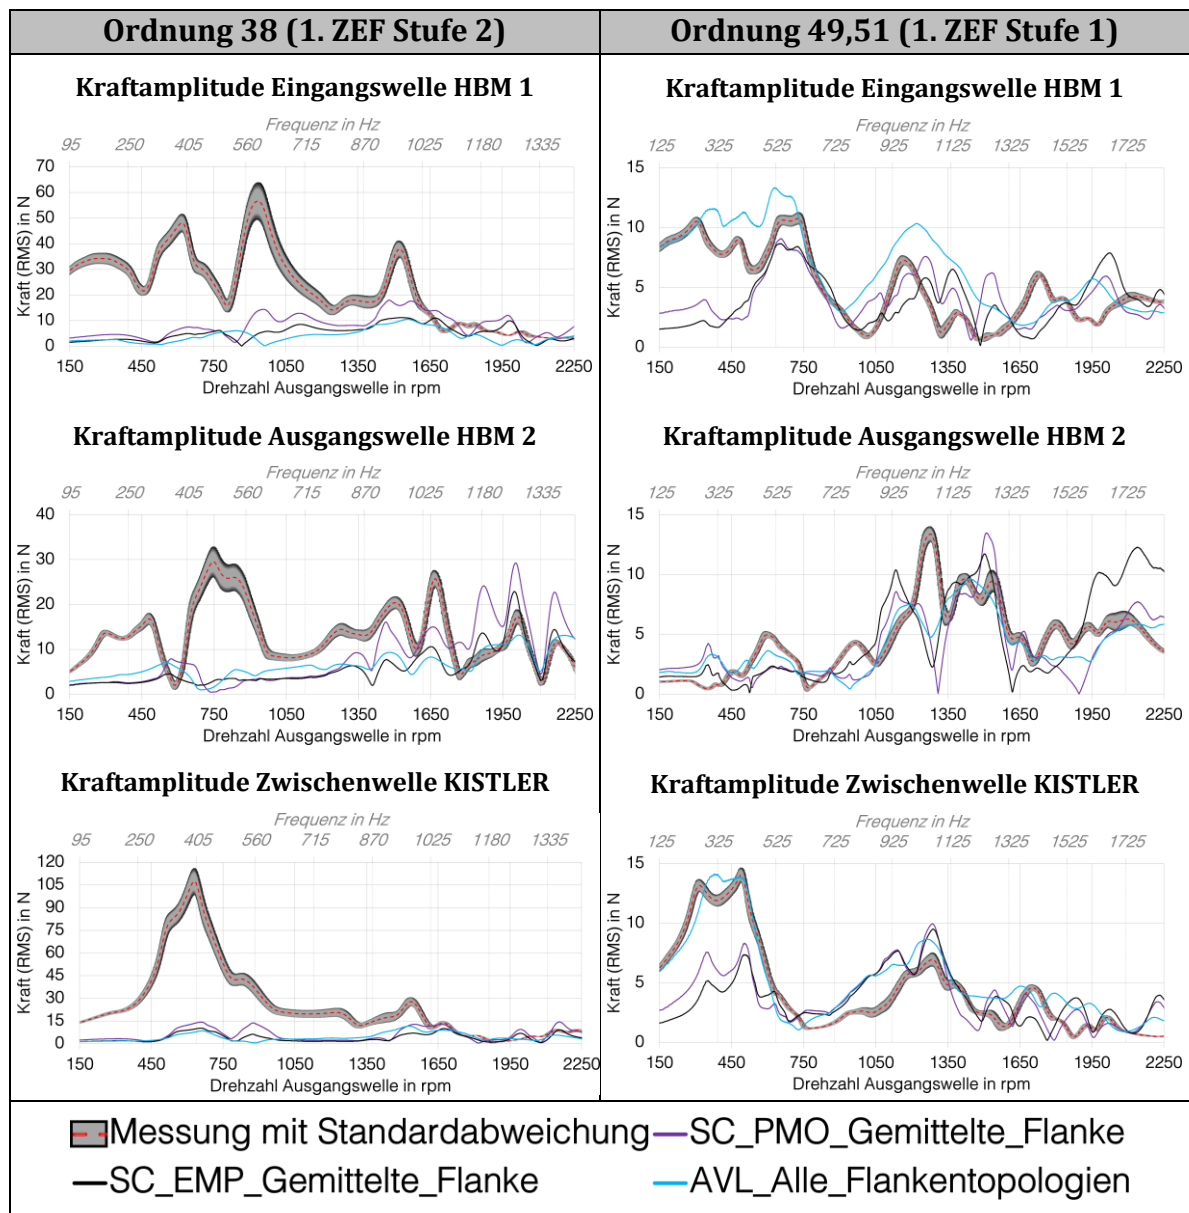 Ordnung 38 (1. ZEF Stufe 2)
Ordnung 49,51 (1. ZEF Stufe 1)
Kraftamplitude Eingangswelle HBM 1
Frequenz in Hz
95 250 405 560 715 870 1025 1180 1335
70
60
50
40
30
20
10
0
Kraft (RMS) in N
150 450 750 1050 1350 1650 1950 2250
Drehzahl Ausgangswelle in rpm
Kraftamplitude Eingangswelle HBM 1
Frequenz in Hz
125 325 525 725 925 1125 1325 1525 1725
15
10
5
0
Kraft (RMS) in N
150 450 750 1050 1350 1650 1950 2250
Drehzahl Ausgangswelle in rpm
Kraftamplitude Ausgangswelle HBM 2
Frequenz in Hz
95 250 405 560 715 870 1025 1180 1335
40
30
20
10
0
Kraft (RMS) in N
150 450 750 1050 1350 1650 1950 2250
Drehzahl Ausgangswelle in rpm
Kraftamplitude Ausgangswelle HBM 2
Frequenz in Hz
125 325 525 725 925 1125 1325 1525 1725
15
10
5
0
Kraft (RMS) in N
150 450 750 1050 1350 1650 1950 2250
Drehzahl Ausgangswelle in rpm
Kraftamplitude Zwischenwelle KISTLER
Frequenz in Hz
95 250 405 560 715 870 1025 1180 1335
120
105
90
75
60
45
30
15
0
Kraft (RMS) in N
150 450 750 1050 1350 1650 1950 2250
Drehzahl Ausgangswelle in rpm
Kraftamplitude Zwischenwelle KISTLER
Frequenz in Hz
125 325 525 725 925 1125 1325 1525 1725
15
10
5
0
Kraft (RMS) in N
150 450 750 1050 1350 1650 1950 2250
Drehzahl Ausgangswelle in rpm
Messung mit Standardabweichung
SC_PMO_Gemittelte_Flanke
SC_EMP_Gemittelte_Flanke
AVL_Alle_Flankentopologien